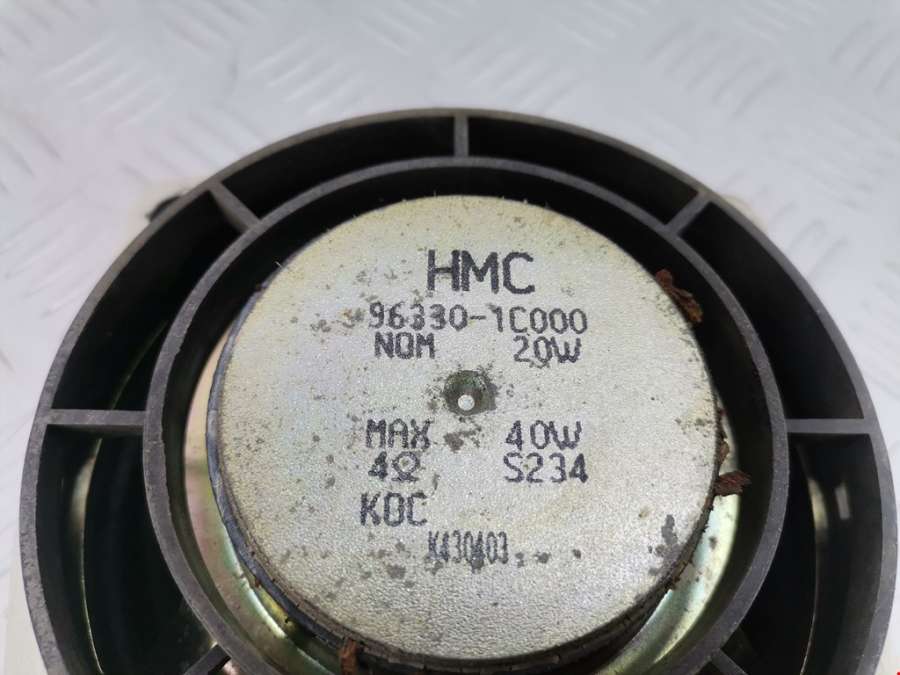 HMC
96330-1C000
NOM 20W
MAX 40W
4Ω S234
KOC
K430403